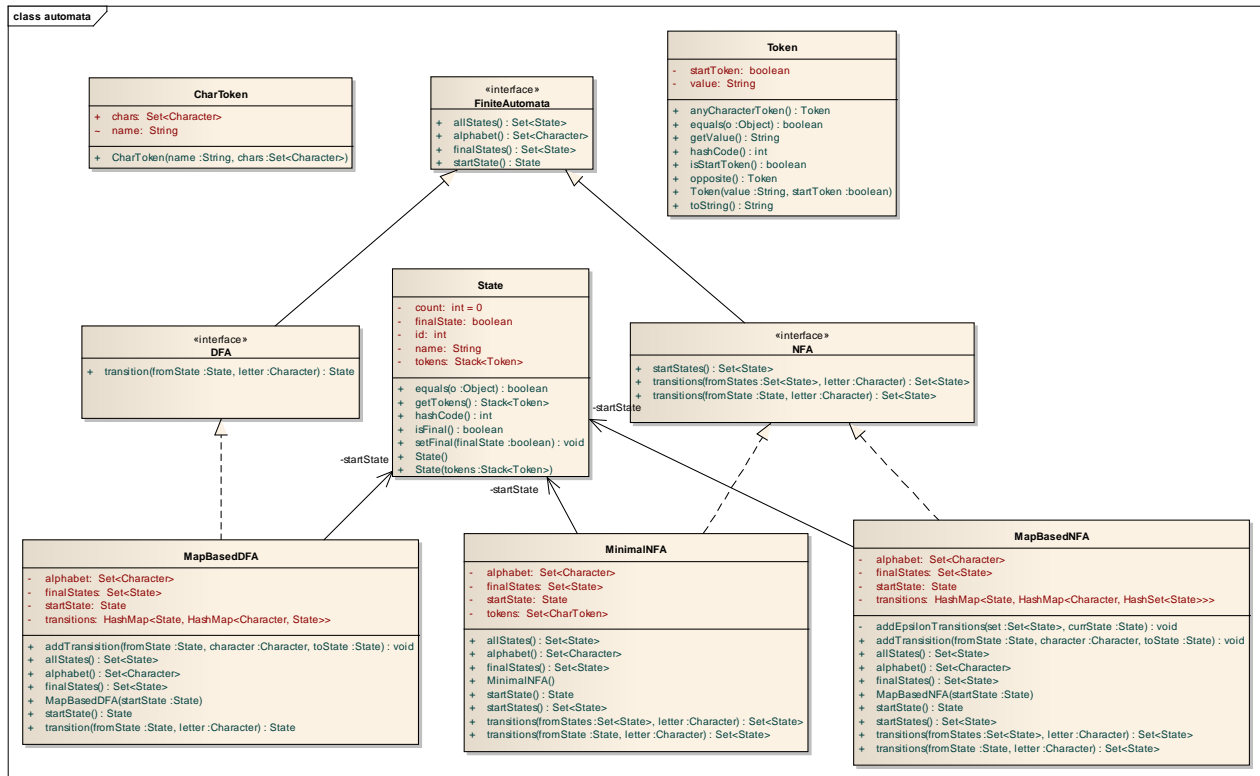 class automata
CharToken
+ chars: Set<Character>
~ name: String
+ CharToken(name :String, chars :Set<Character>)
«interface»
FiniteAutomata
+ allStates() : Set<State>
+ alphabet() : Set<Character>
+ finalStates() : Set<State>
+ startState() : State
Token
- startToken: boolean
- value: String
+ anyCharacterToken() : Token
+ equals(o :Object) : boolean
+ getValue() : String
+ hashCode() : int
+ isStartToken() : boolean
+ opposite() : Token
+ Token(value :String, startToken :boolean)
+ toString() : String
«interface»
DFA
+ transition(fromState :State, letter :Character) : State
State
- count: int = 0
- finalState: boolean
- id: int
- name: String
- tokens: Stack<Token>
+ equals(o :Object) : boolean
+ getTokens() : Stack<Token>
+ hashCode() : int
+ isFinal() : boolean
+ setFinal(finalState :boolean) : void
+ State()
+ State(tokens :Stack<Token>)
«interface»
NFA
+ startStates() : Set<State>
+ transitions(fromStates :Set<State>, letter :Character) : Set<State>
+ transitions(fromState :State, letter :Character) : Set<State>
-startState
-startState
-startState
MapBasedDFA
- alphabet: Set<Character>
- finalStates: Set<State>
- startState: State
- transitions: HashMap<State, HashMap<Character, State>>
+ addTransisition(fromState :State, character :Character, toState :State) : void
+ allStates() : Set<State>
+ alphabet() : Set<Character>
+ finalStates() : Set<State>
+ MapBasedDFA(startState :State)
+ startState() : State
+ transition(fromState :State, letter :Character) : State
MinimalNFA
- alphabet: Set<Character>
- finalStates: Set<State>
- startState: State
- tokens: Set<CharToken>
+ allStates() : Set<State>
+ alphabet() : Set<Character>
+ finalStates() : Set<State>
+ MinimalNFA()
+ startState() : State
+ startStates() : Set<State>
+ transitions(fromStates :Set<State>, letter :Character) : Set<State>
+ transitions(fromState :State, letter :Character) : Set<State>
MapBasedNFA
- alphabet: Set<Character>
- finalStates: Set<State>
- startState: State
- transitions: HashMap<State, HashMap<Character, HashSet<State>>>
- addEpsilonTranstitions(set :Set<State>, currState :State) : void
+ addTransition(fromState :State, character :Character, toState :State) : void
+ allStates() : Set<State>
+ alphabet() : Set<Character>
+ finalStates() : Set<State>
+ MapBasedNFA(startState :State)
+ startState() : State
+ startStates() : Set<State>
+ transitions(fromStates :Set<State>, letter :Character) : Set<State>
+ transitions(fromState :State, letter :Character) : Set<State>